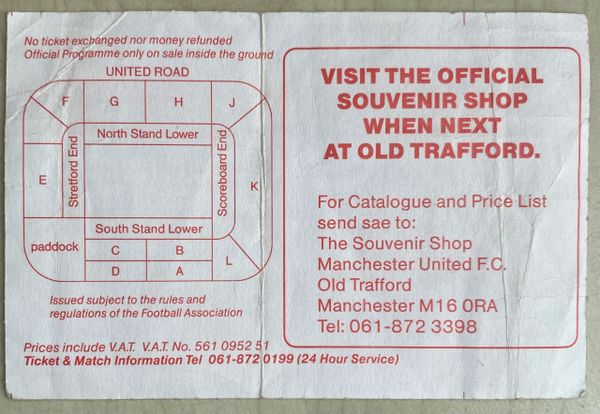 No ticket exchanged nor money refunded
Official Programme only on sale inside the ground
UNITED ROAD
F
G
H
J
North Stand Lower
Stretford End
Scoreboard End
E
K
South Stand Lower
paddock
C
B
D
A
L
Issued subject to the rules and
regulations of the Football Association
Prices include V.A.T. V.A.T. No. 561 0952 51
Ticket & Match Information Tel 061-872 0199 (24 Hour Service)
VISIT THE OFFICIAL
SOUVENIR SHOP
WHEN NEXT
AT OLD TRAFFORD.
For Catalogue and Price List
send sae to:
The Souvenir Shop
Manchester United F.C.
Old Trafford
Manchester M16 0RA
Tel: 061-872 3398